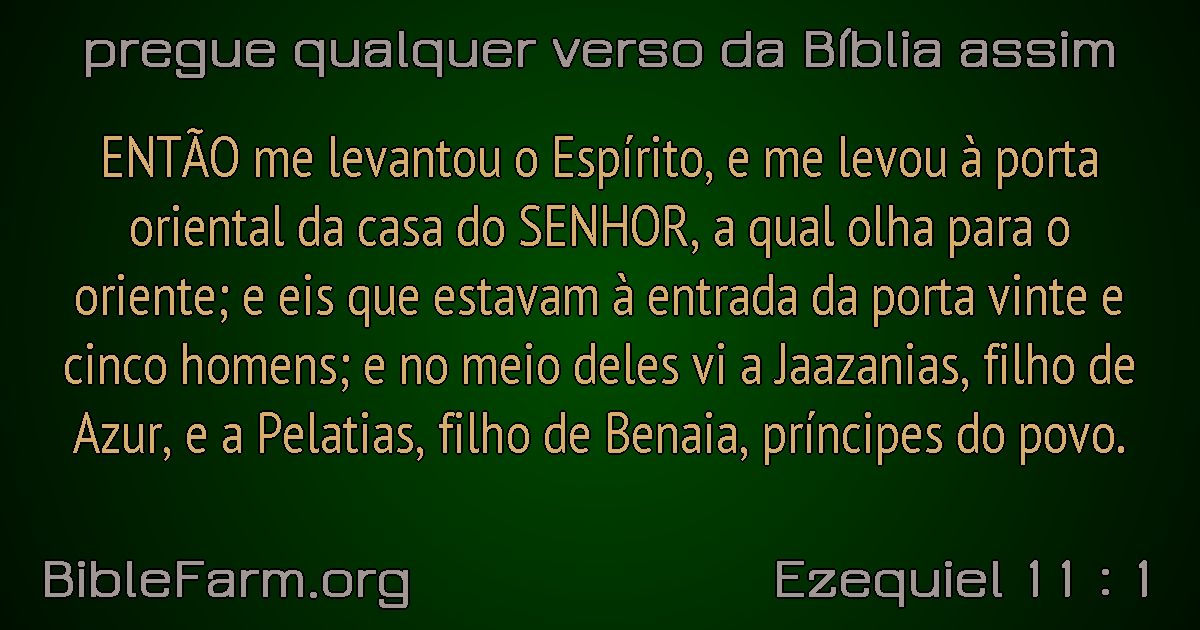 pregue qualquer verso da Bíblia assim
ENTÃO me levantou o Espírito, e me levou à porta
oriental da casa do SENHOR, a qual olha para o
oriente; e eis que estavam à entrada da porta vinte e
cinco homens; e no meio deles vi a Jaazanias, filho de
Azur, e a Pelatias, filho de Benaia, príncipes do povo.
BibleFarm.org
Ezequiel 11 : 1